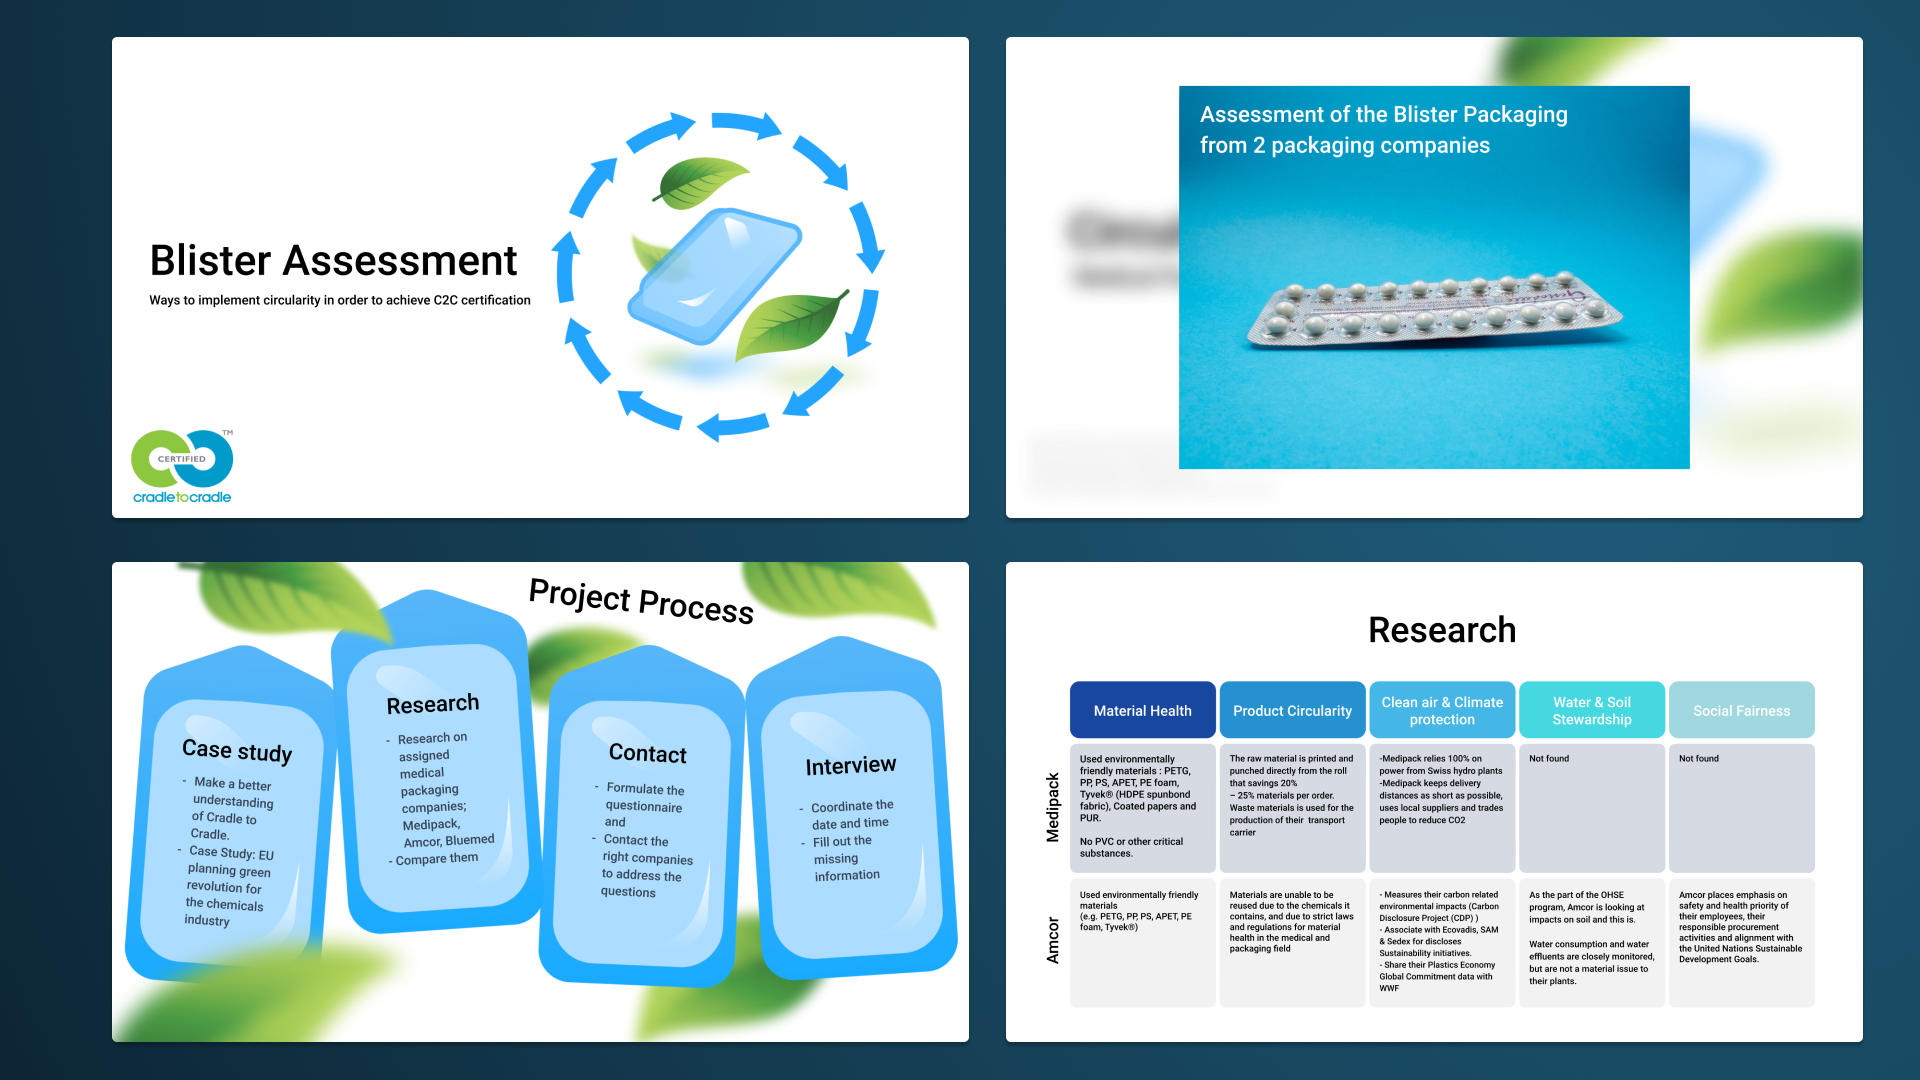 Blister Assessment
Ways to implement circularity in order to achieve C2C certification
CERTIFIED
TM
cradletocradle
Assessment of the Blister Packaging
from 2 packaging companies
Project Process
Case study
- Make a better
understanding
of Cradle to
Cradle.
- Case Study: EU
planning green
revolution for
the chemicals
industry
Research
- Research on
assigned
medical
packaging
companies;
Medipack,
Amcor, Bluemed
- Compare them
Contact
- Formulate the
questionnaire
and
- Contact the
right companies
to address the
questions
Interview
- Coordinate the
date and time
- Fill out the
missing
information
Research
Material Health
Product Circularity
Clean air & Climate
protection
Water & Soil
Stewardship
Social Fairness
Medipack
Used environmentally
friendly materials : PETG,
PP, PS, APET, PE foam,
Tyvek® (HDPE spunbond
fabric), Coated papers and
PUR.
No PVC or other critical
substances.
The raw material is printed and
punched directly from the roll
that savings 20%
– 25% materials per order.
Waste materials is used for the
production of their transport
carrier
-Medipack relies 100% on
power from Swiss hydro plants
-Medipack keeps delivery
distances as short as possible,
uses local suppliers and trades
people to reduce CO2
Not found
Not found
Amcor
Used environmentally friendly
materials
(e.g. PETG, PP, PS, APET, PE
foam, Tyvek®)
Materials are unable to be
reused due to the chemicals it
contains, and due to strict laws
and regulations for material
health in the medical and
packaging field
- Measures their carbon related
environmental impacts (Carbon
Disclosure Project (CDP) )
- Associate with Ecovadis, SAM
& Sedex for discloses
Sustainability initiatives.
- Share their Plastics Economy
Global Commitment data with
WWF
As the part of the OHSE
program, Amcor is looking at
impacts on soil and this is.
Water consumption and water
effluents are closely monitored,
but are not a material issue to
their plants.
Amcor places emphasis on
safety and health priority of
their employees, their
responsible procurement
activities and alignment with
the United Nations Sustainable
Development Goals.